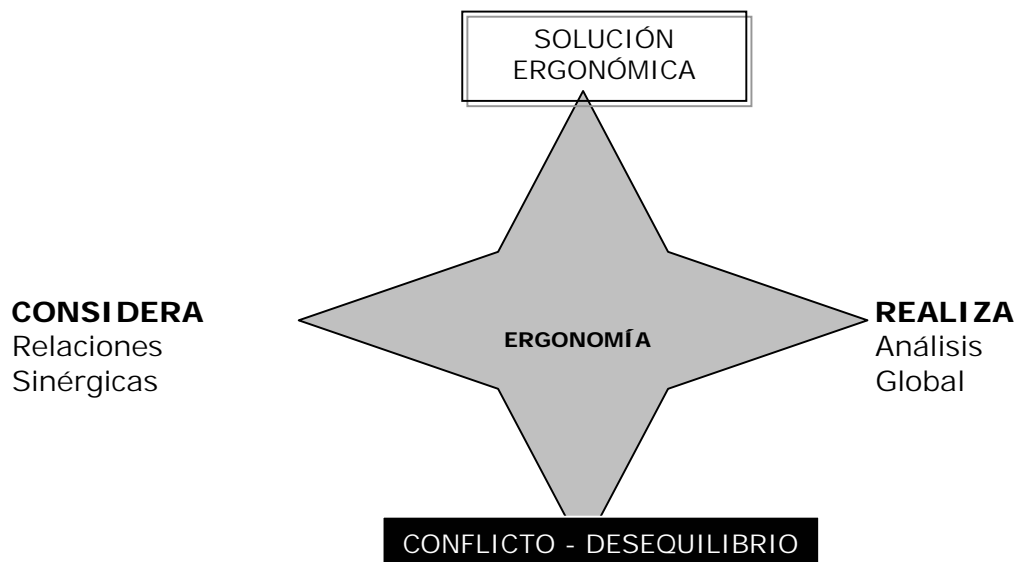 SOLUCIÓN
ERGONÓMICA
CONSIDERA
Relaciones
Sinérgicas
ERGONOMÍA
REALIZA
Análisis
Global
CONFLICTO - DESEQUILIBRIO